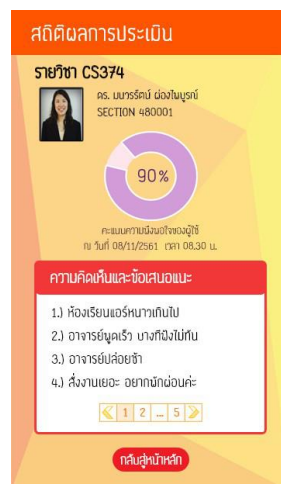 สถิติผลการประเมิน
รายวิชา CS374
ดร. มนวรรัตน์ ผ่องไพบูรณ์
SECTION 480001
90%
คะแนนความพึงพอใจของผู้ใช้
ณ วันที่ 08/11/2561 เวลา 08.30 น.
ความคิดเห็นและข้อเสนอแนะ
1.) ห้องเรียนแอร์หนาวเกินไป
2.) อาจารย์พูดเร็ว บางทีฟังไม่ทัน
3.) อาจารย์ปล่อยช้า
4.) สั่งงานเยอะ อยากพักผ่อนค่ะ
1 2 ... 5
กลับสู่หน้าหลัก